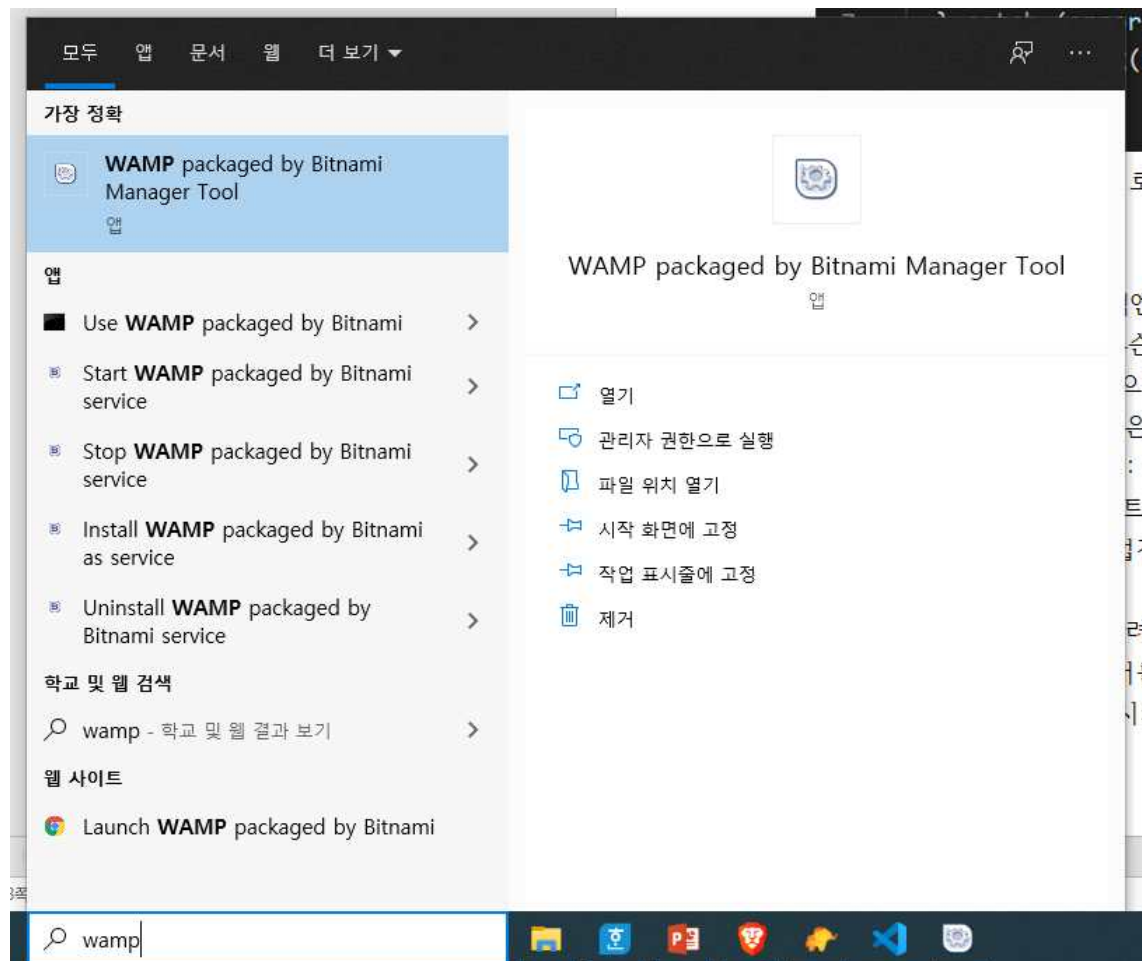 모두 앱 문서 웹 더 보기
가장 정확
WAMP packaged by Bitnami
Manager Tool
앱
앱
Use WAMP packaged by Bitnami
Start WAMP packaged by Bitnami
service
Stop WAMP packaged by Bitnami
service
Install WAMP packaged by Bitnami
as service
Uninstall WAMP packaged by
Bitnami service
학교 및 웹 검색
wamp - 학교 및 웹 결과 보기
웹 사이트
Launch WAMP packaged by Bitnami
wamp
WAMP packaged by Bitnami Manager Tool
앱
열기
관리자 권한으로 실행
파일 위치 열기
시작 화면에 고정
작업 표시줄에 고정
제거